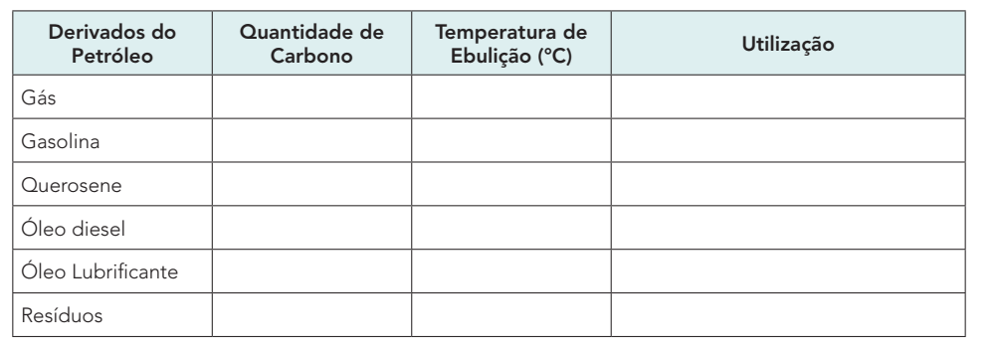 Derivados do
Petróleo
Quantidade de
Carbono
Temperatura de
Ebulição (°C)
Utilização
Gás
Gasolina
Querosene
Óleo diesel
Óleo Lubrificante
Resíduos